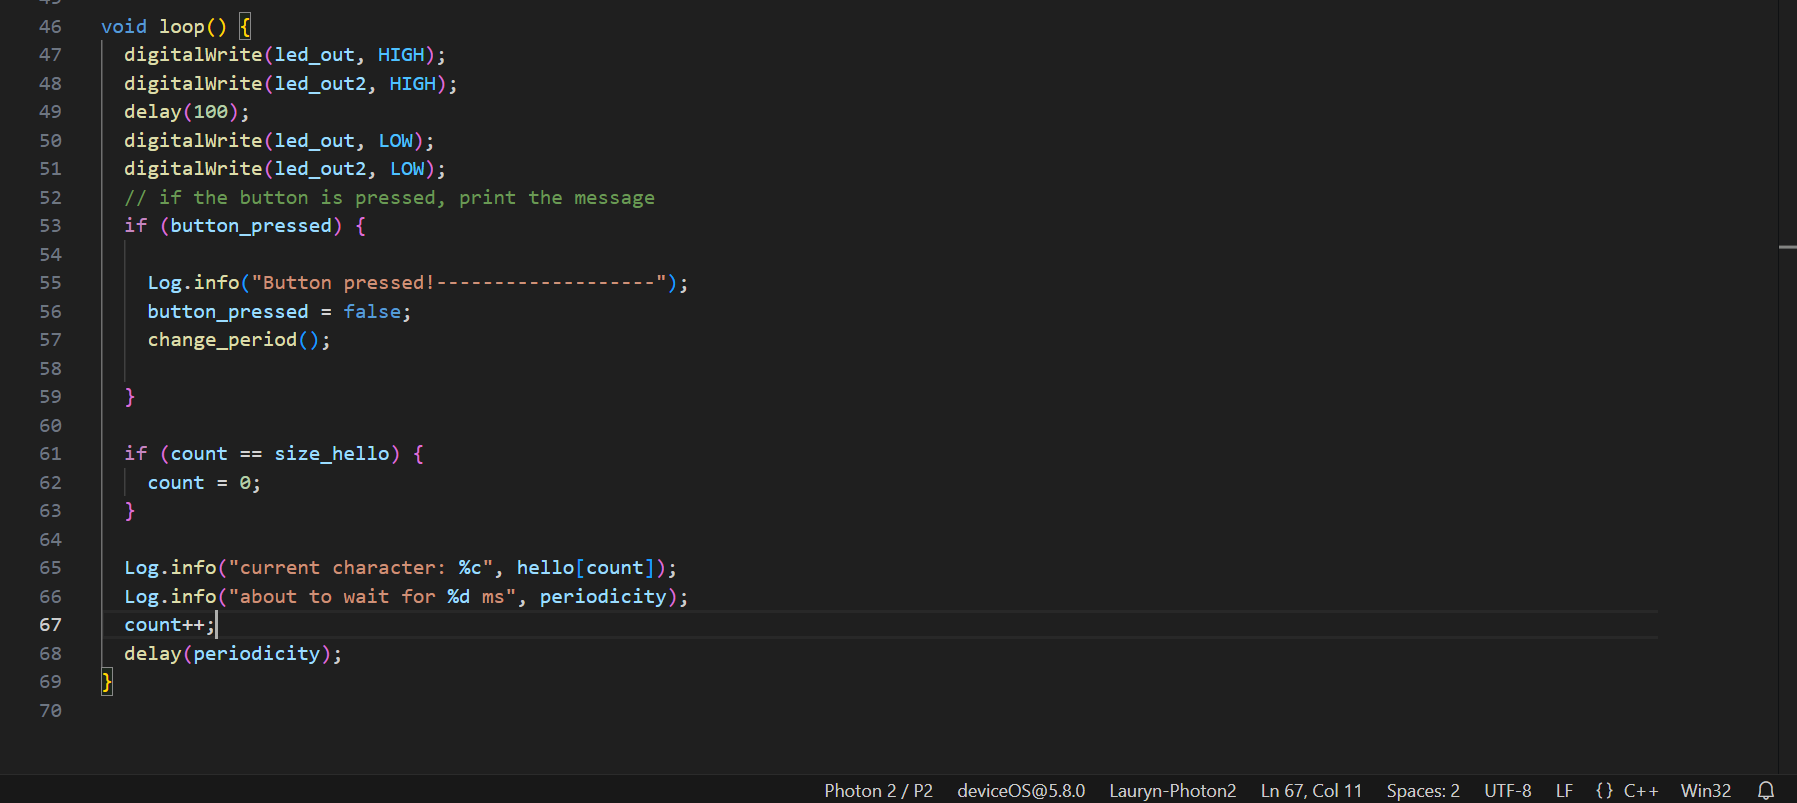 45
46 void loop() {
47 digitalWrite(led_out, HIGH);
48 digitalWrite(led_out2, HIGH);
49 delay(100);
50 digitalWrite(led_out, LOW);
51 digitalWrite(led_out2, LOW);
52 // if the button is pressed, print the message
53 if (button_pressed) {
54
55 Log.info("Button pressed!-------------------");
56 button_pressed = false;
57 change_period();
58
59 }
60
61 if (count == size_hello) {
62 count = 0;
63 }
64
65 Log.info("current character: %c", hello[count]);
66 Log.info("about to wait for %d ms", periodicity);
67 count++;
68 delay(periodicity);
69 }
70
Photon 2 / P2 deviceOS@5.8.0 Lauryn-Photon2 Ln 67, Col 11 Spaces: 2 UTF-8 LF {} C++ Win32